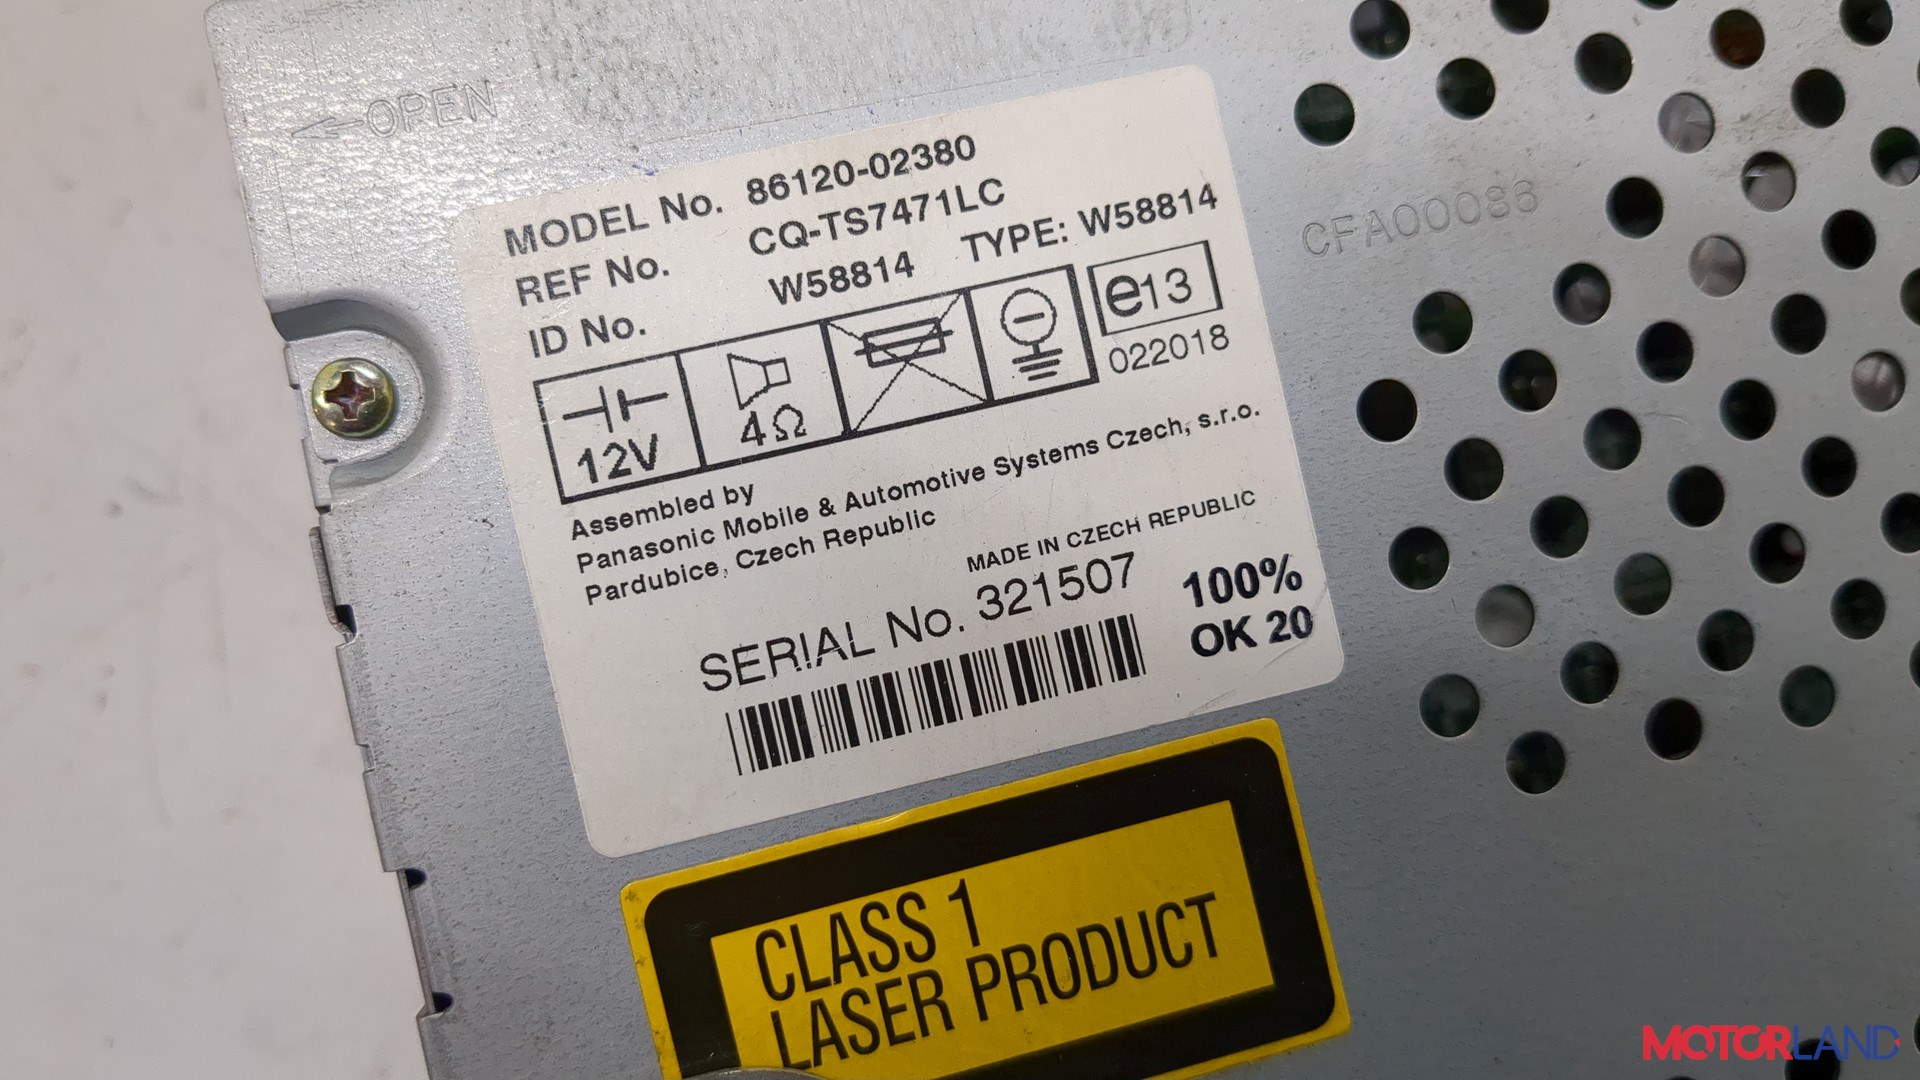 OPEN
MODEL No. 86120-02380
REF No. CQ-TS7471LC
ID No. W58814 TYPE: W58814
12V
4Ω
e13
022018
Assembled by
Panasonic Mobile & Automotive Systems Czech, s.r.o.
Pardubice, Czech Republic
MADE IN CZECH REPUBLIC
SERIAL No. 321507
100%
OK 20
CFA00086
CLASS 1
LASER PRODUCT
MOTORLAND